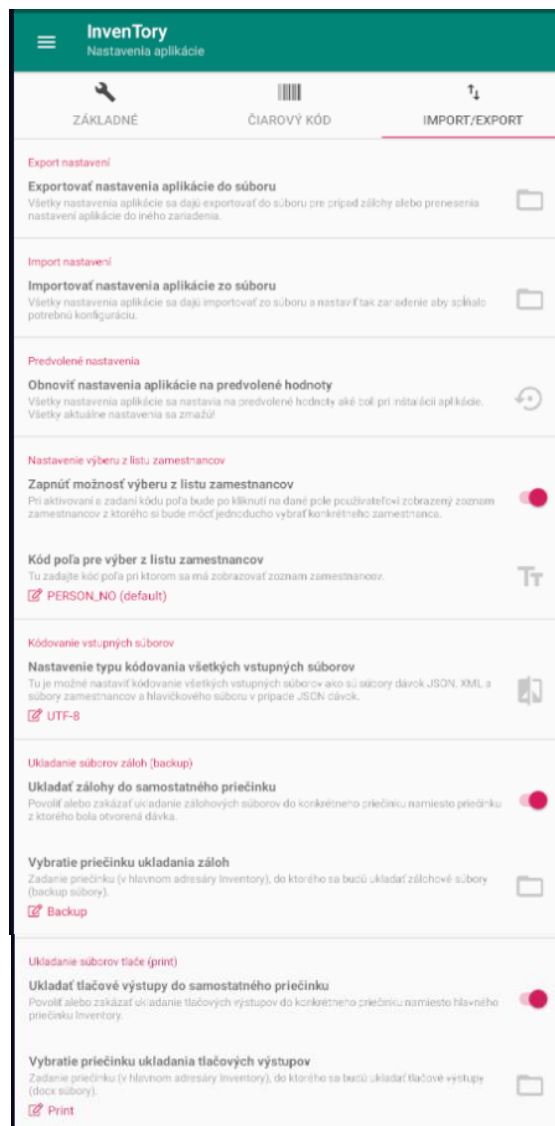 InvenTory
Nastavenia aplikácie
ZÁKLADNÉ
ČIAROVÝ KÓD
IMPORT/EXPORT
Export nastavení
Exportovať nastavenia aplikácie do súboru
Všetky nastavenia aplikácie sa dajú exportovať do súboru pre prípad zálohy alebo prenesenia
nastavení aplikácie do iného zariadenia.
Import nastavení
Importovať nastavenia aplikácie zo súboru
Všetky nastavenia aplikácie sa dajú importovať zo súboru a nastaviť tak zariadenie aby spĺňalo
potrebnú konfiguráciu.
Predvolené nastavenia
Obnoviť nastavenia aplikácie na predvolené hodnoty
Všetky nastavenia aplikácie sa nastavia na predvolené hodnoty aké boli pri inštalácii aplikácie.
Všetky aktuálne nastavenia sa zmažú!
Nastavenie výberu z listu zamestnancov
Zapnúť možnosť výberu z listu zamestnancov
Pri aktivovaní a zadaní kódu poľa bude po kliknutí na dané pole používateľovi zobrazený zoznam
zamestnancov z ktorého si bude môcť jednoducho vybrať konkrétneho zamestnanca.
Kód poľa pre výber z listu zamestnancov
Tu zadajte kód poľa pri ktorom sa má zobrazovať zoznam zamestnancov.
PERSON_NO (default)
Kódovanie vstupných súborov
Nastavenie typu kódovania všetkých vstupných súborov
Tu je možné nastaviť kódovanie všetkých vstupných súborov ako sú súbory dávok JSON, XML a
súbory zamestnancov a hlavičkového súboru v prípade JSON dávok.
UTF-8
Ukladanie súborov záloh (backup)
Ukladať zálohy do samostatného priečinku
Povoliť alebo zakázať ukladanie zálohových súborov do konkrétneho priečinku namiesto priečinku
z ktorého bola otvorená dávka.
Vybratie priečinku ukladania záloh
Zadanie priečinku (v hlavnom adresáry Inventory), do ktorého sa budú ukladať zálohové súbory
(backup súbory).
Backup
Ukladanie súborov tlače (print)
Ukladať tlačové výstupy do samostatného priečinku
Povoliť alebo zakázať ukladanie tlačových výstupov do konkrétneho priečinku namiesto hlavného
priečinku Inventory.
Vybratie priečinku ukladania tlačových výstupov
Zadanie priečinku (v hlavnom adresáry Inventory), do ktorého sa budú ukladať tlačové výstupy
(docx súbory).
Print